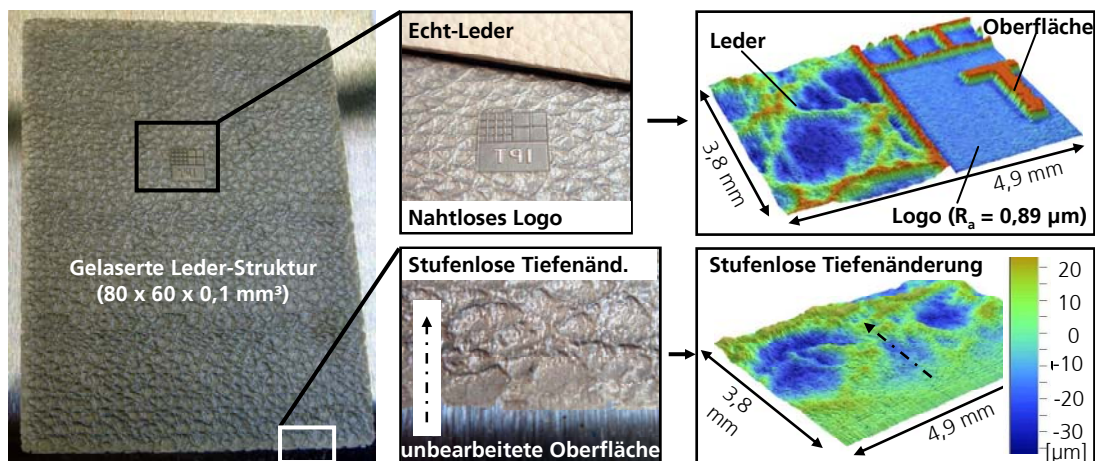 Echt-Leder
Nahtloses Logo
IPT
Leder
Oberfläche
3,8 mm
4,9 mm
Logo (Rₐ = 0,89 µm)
Gelaserte Leder-Struktur
(80 x 60 x 0,1 mm³)
Stufenlose Tiefenänd.
unbearbeitete Oberfläche
Stufenlose Tiefenänderung
3,8
mm
4,9 mm
20
10
0
-10
-20
-30
[µm]